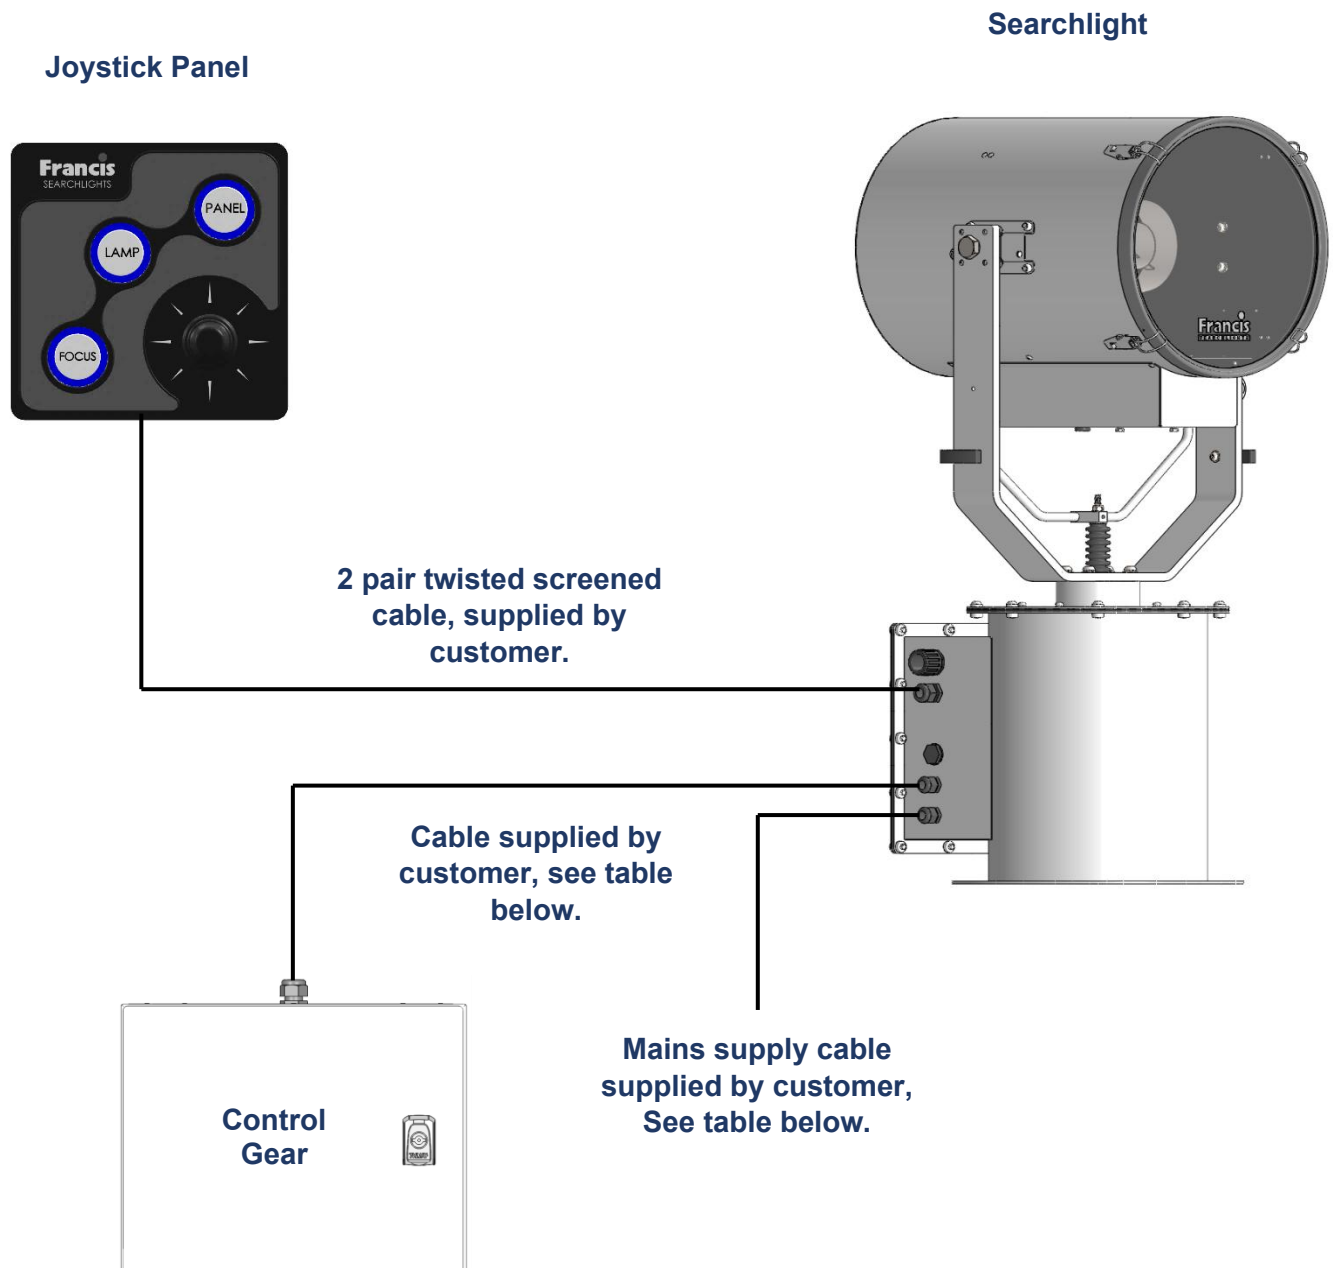 Searchlight
Joystick Panel
Francis
SEARCHLIGHTS
PANEL
LAMP
FOCUS
Francis
2 pair twisted screened
cable, supplied by
customer.
Cable supplied by
customer, see table
below.
Mains supply cable
supplied by customer,
See table below.
Control
Gear